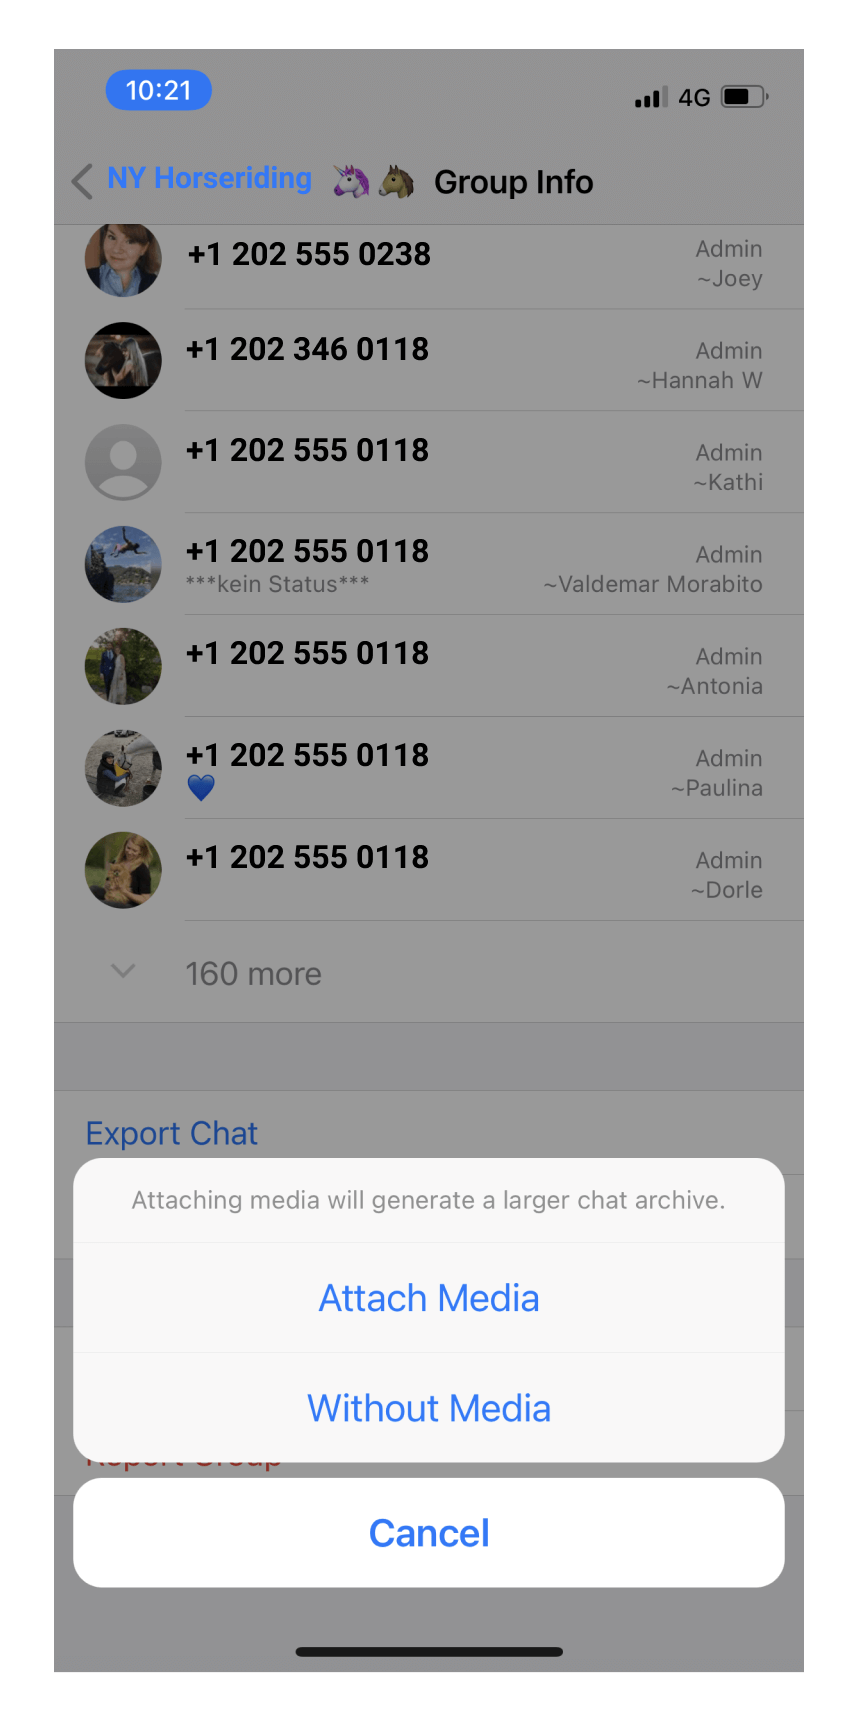 10:21
4G
NY Horseriding 🦄🐴 Group Info
+1 202 555 0238
Admin
~Joey
+1 202 346 0118
Admin
~Hannah W
+1 202 555 0118
Admin
~Kathi
+1 202 555 0118
Admin
***kein Status***
~Valdemar Morabito
+1 202 555 0118
Admin
~Antonia
+1 202 555 0118
Admin
💙
~Paulina
+1 202 555 0118
Admin
~Dorle
160 more
Export Chat
Attaching media will generate a larger chat archive.
Attach Media
Without Media
Report Group
Cancel